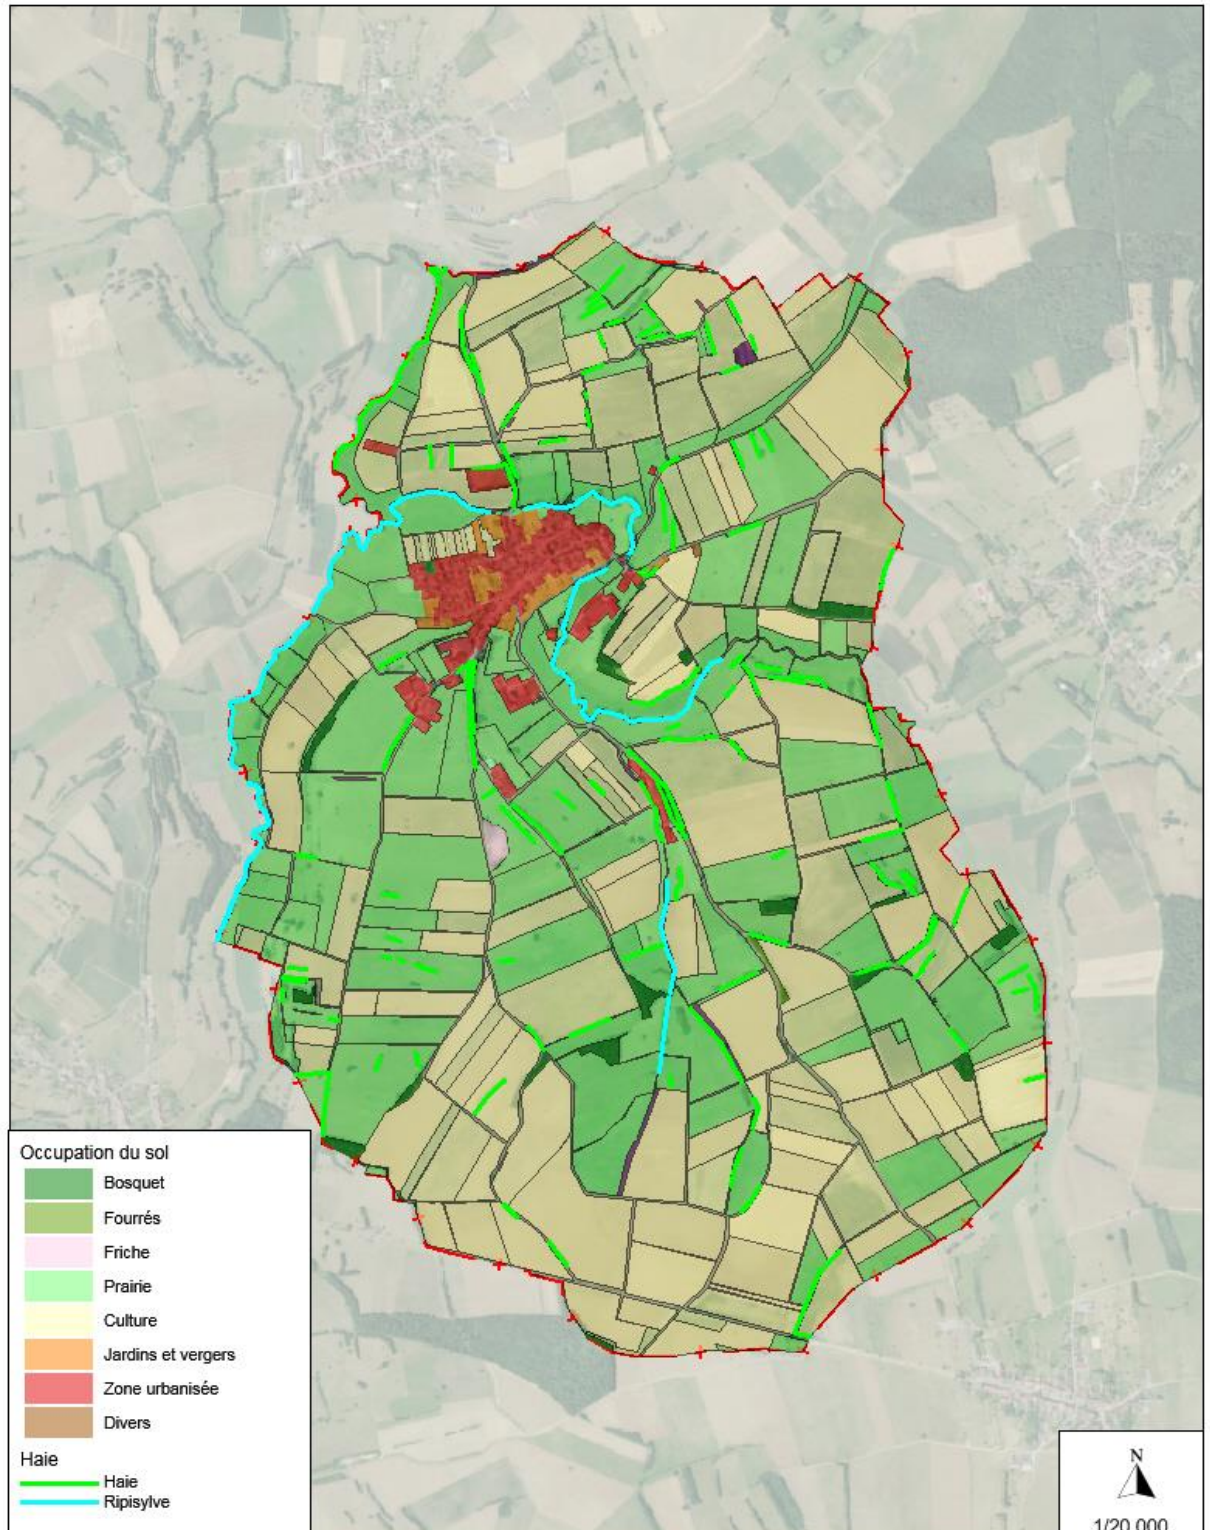 Occupation du sol
Bosquet
Fourrés
Friche
Prairie
Culture
Jardins et vergers
Zone urbanisée
Divers
Haie
Haie
Ripisylve
N
1/20 000